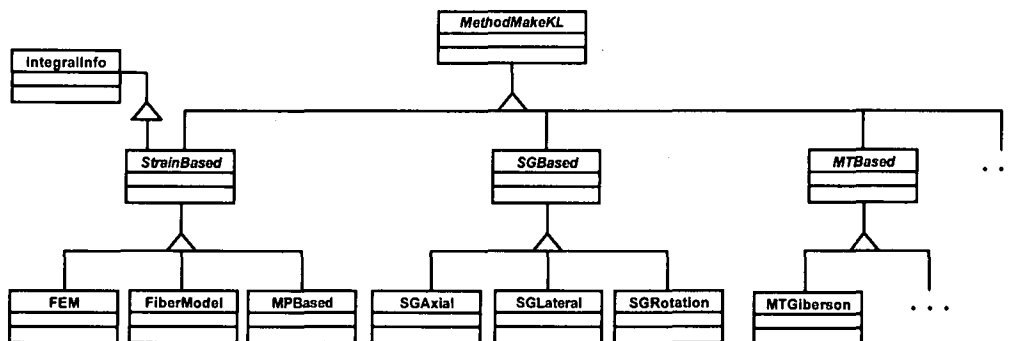 MethodMakeKL
IntegralInfo
StrainBased
SGBased
MTBased
. .
FEM
FiberModel
MPBased
SGAxial
SGLateral
SGRotation
MTGiberson
. . .